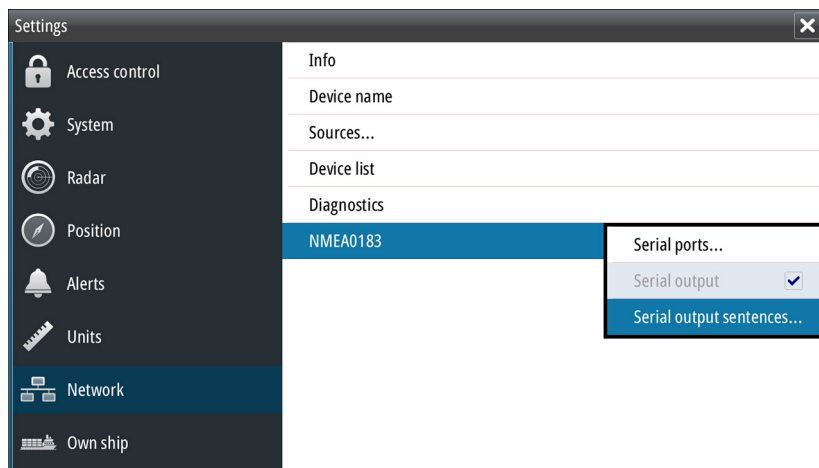 Settings
Access control
System
Radar
Position
Alerts
Units
Network
Own ship
Info
Device name
Sources...
Device list
Diagnostics
NMEA0183
Serial ports...
Serial output
Serial output sentences...